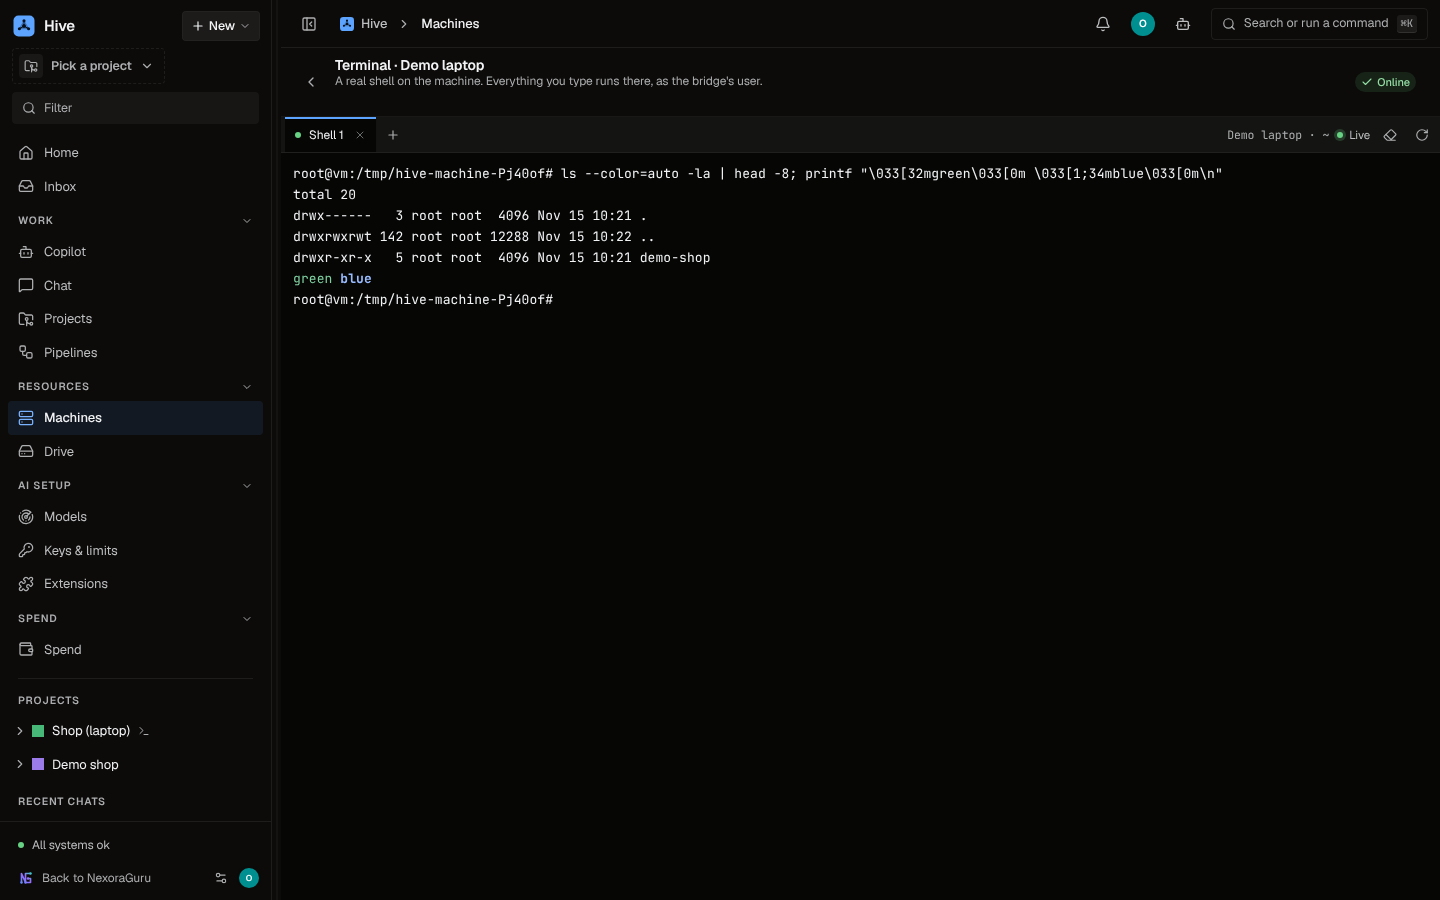 Hive
New
Hive
Machines
Search or run a command
⌘K
Pick a project
Filter
Home
Inbox
WORK
Copilot
Chat
Projects
Pipelines
RESOURCES
Machines
Drive
AI SETUP
Models
Keys & limits
Extensions
SPEND
Spend
PROJECTS
Shop (laptop)
Demo shop
RECENT CHATS
All systems ok
NG Back to NexoraGuru
O
O
Terminal · Demo laptop
A real shell on the machine. Everything you type runs there, as the bridge's user.
Online
Shell 1
Demo laptop · ~ Live
root@vm:/tmp/hive-machine-Pj40of# ls --color=auto -la | head -8; printf "\033[32mgreen\033[0m \033[1;34mblue\033[0m\n"
total 20
drwx------   3 root root  4096 Nov 15 10:21 .
drwxrwxrwt 142 root root 12288 Nov 15 10:22 ..
drwxr-xr-x   5 root root  4096 Nov 15 10:21 demo-shop
green blue
root@vm:/tmp/hive-machine-Pj40of#